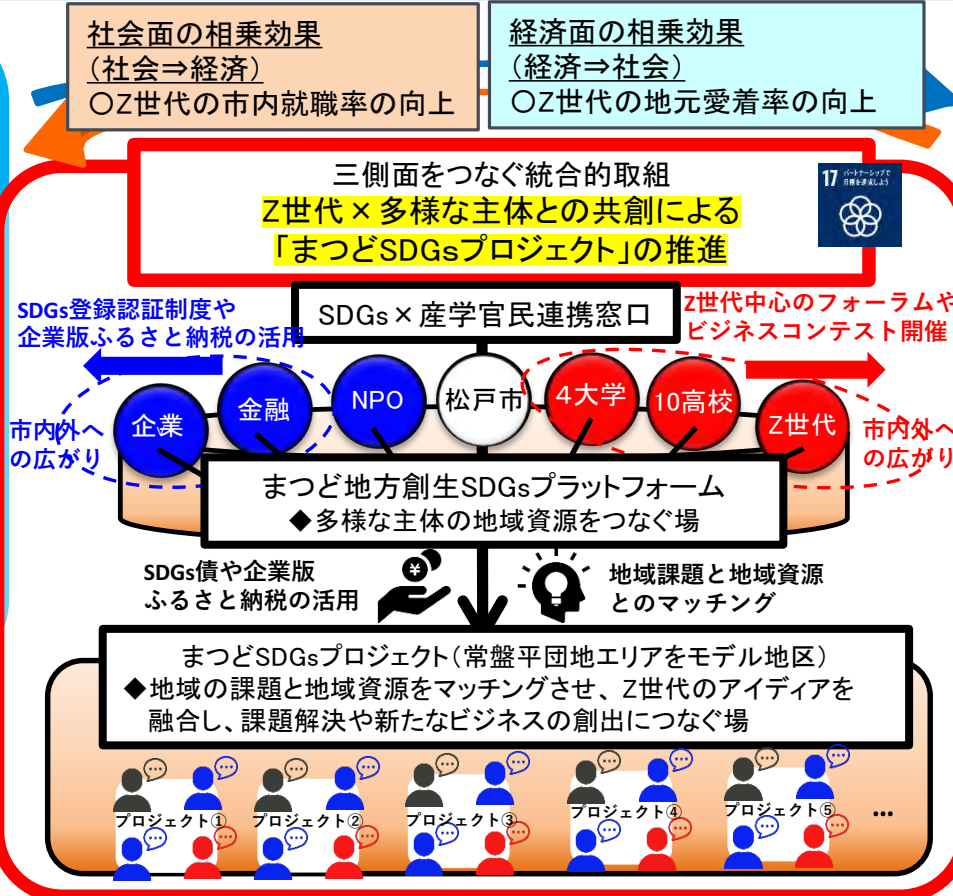 社会面の相乗効果
(社会⇒経済)
○Z世代の市内就職率の向上
経済面の相乗効果
(経済⇒社会)
○Z世代の地元愛着率の向上
三側面をつなぐ統合的取組
Z世代×多様な主体との共創による
「まつどSDGsプロジェクト」の推進
17 パートナーシップで
目標を達成しよう
SDGs×産学官民連携窓口
SDGs登録認証制度や
企業版ふるさと納税の活用
Z世代中心のフォーラムや
ビジネスコンテスト開催
企業
金融
NPO
松戸市
4大学
10高校
Z世代
市内外へ
の広がり
市内外へ
の広がり
まつど地方創生SDGsプラットフォーム
◆多様な主体の地域資源をつなぐ場
SDGs債や企業版
ふるさと納税の活用
¥
地域課題と地域資源
とのマッチング
まつどSDGsプロジェクト(常盤平団地エリアをモデル地区)
◆地域の課題と地域資源をマッチングさせ、Z世代のアイディアを
融合し、課題解決や新たなビジネスの創出につなぐ場
プロジェクト①
プロジェクト②
プロジェクト③
プロジェクト④
プロジェクト⑤
…